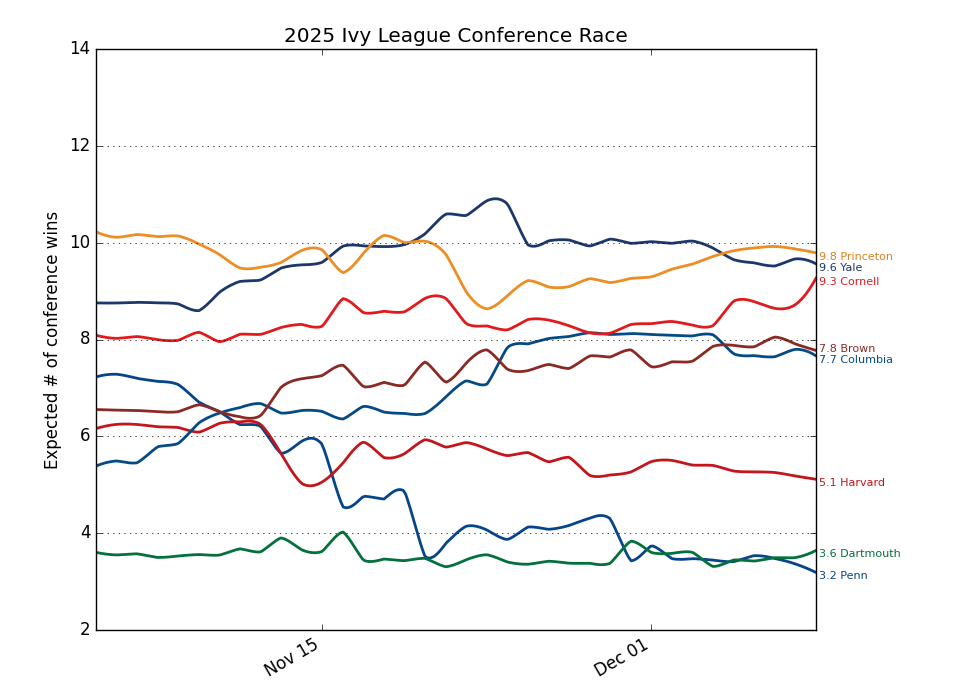 2025 Ivy League Conference Race
Expected # of conference wins
14
12
10
8
6
4
2
Nov 15
Dec 01
9.8 Princeton
9.6 Yale
9.3 Cornell
7.8 Brown
7.7 Columbia
5.1 Harvard
3.6 Dartmouth
3.2 Penn